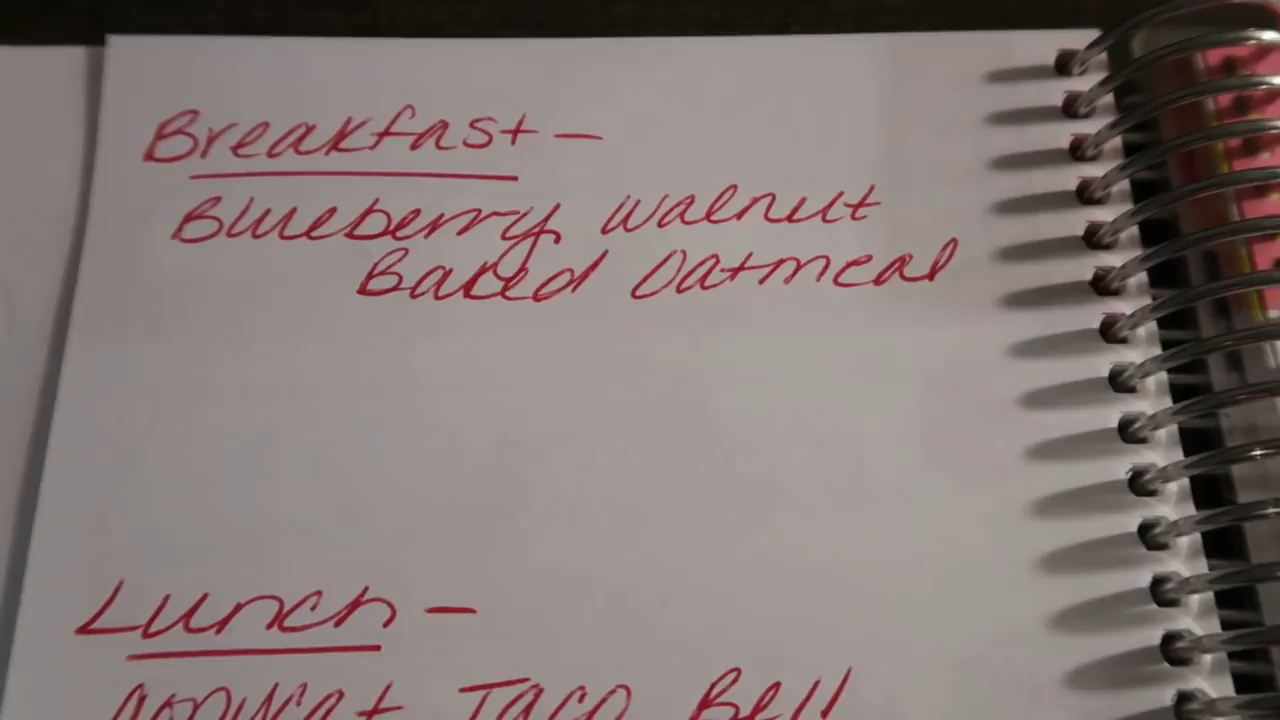 Breakfast -
Blueberry walnut
Baked Oatmeal
Lunch -
Taco Bell